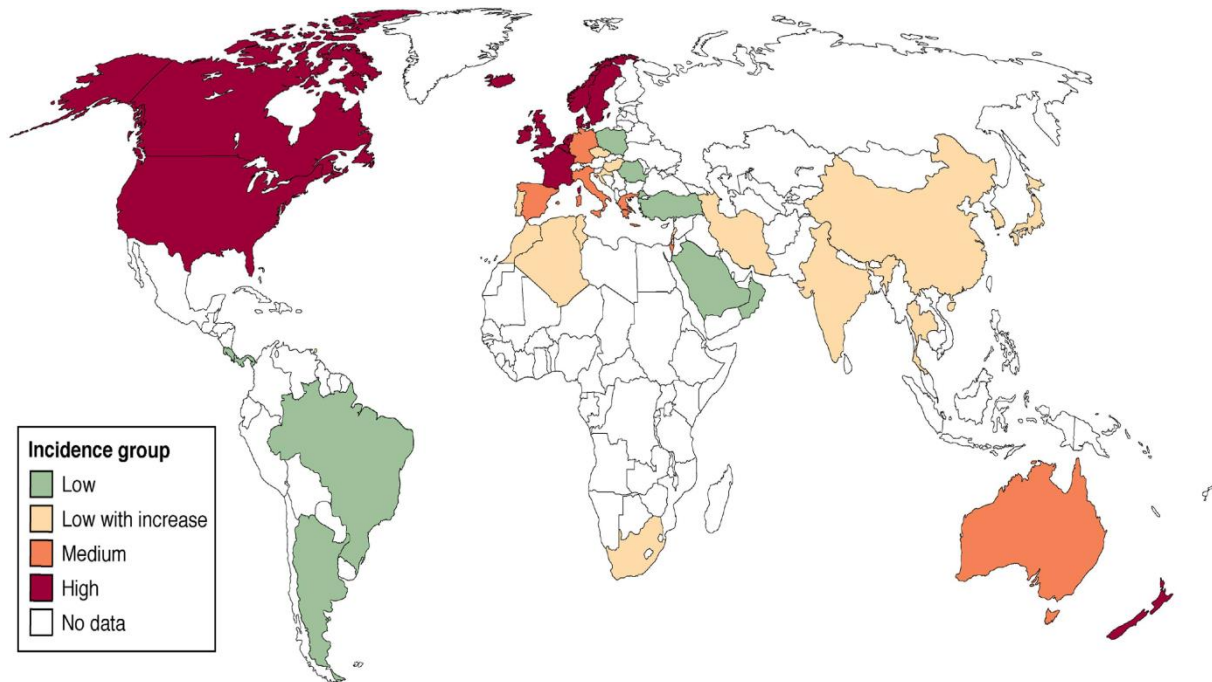 Incidence group
Low
Low with increase
Medium
High
No data